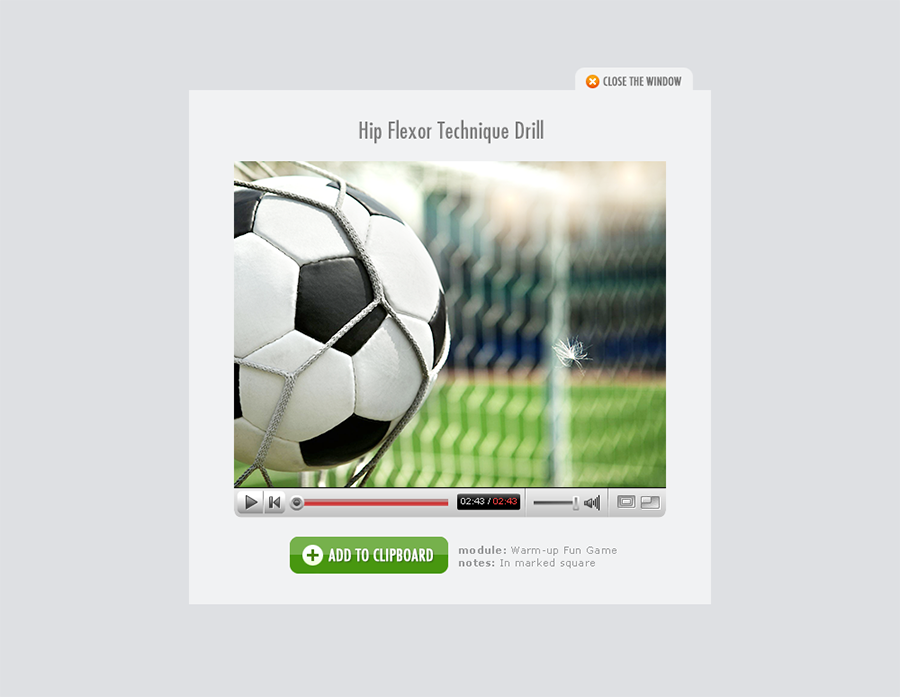 CLOSE THE WINDOW
Hip Flexor Technique Drill
02:43 / 02:43
ADD TO CLIPBOARD
module: Warm-up Fun Game
notes: In marked square